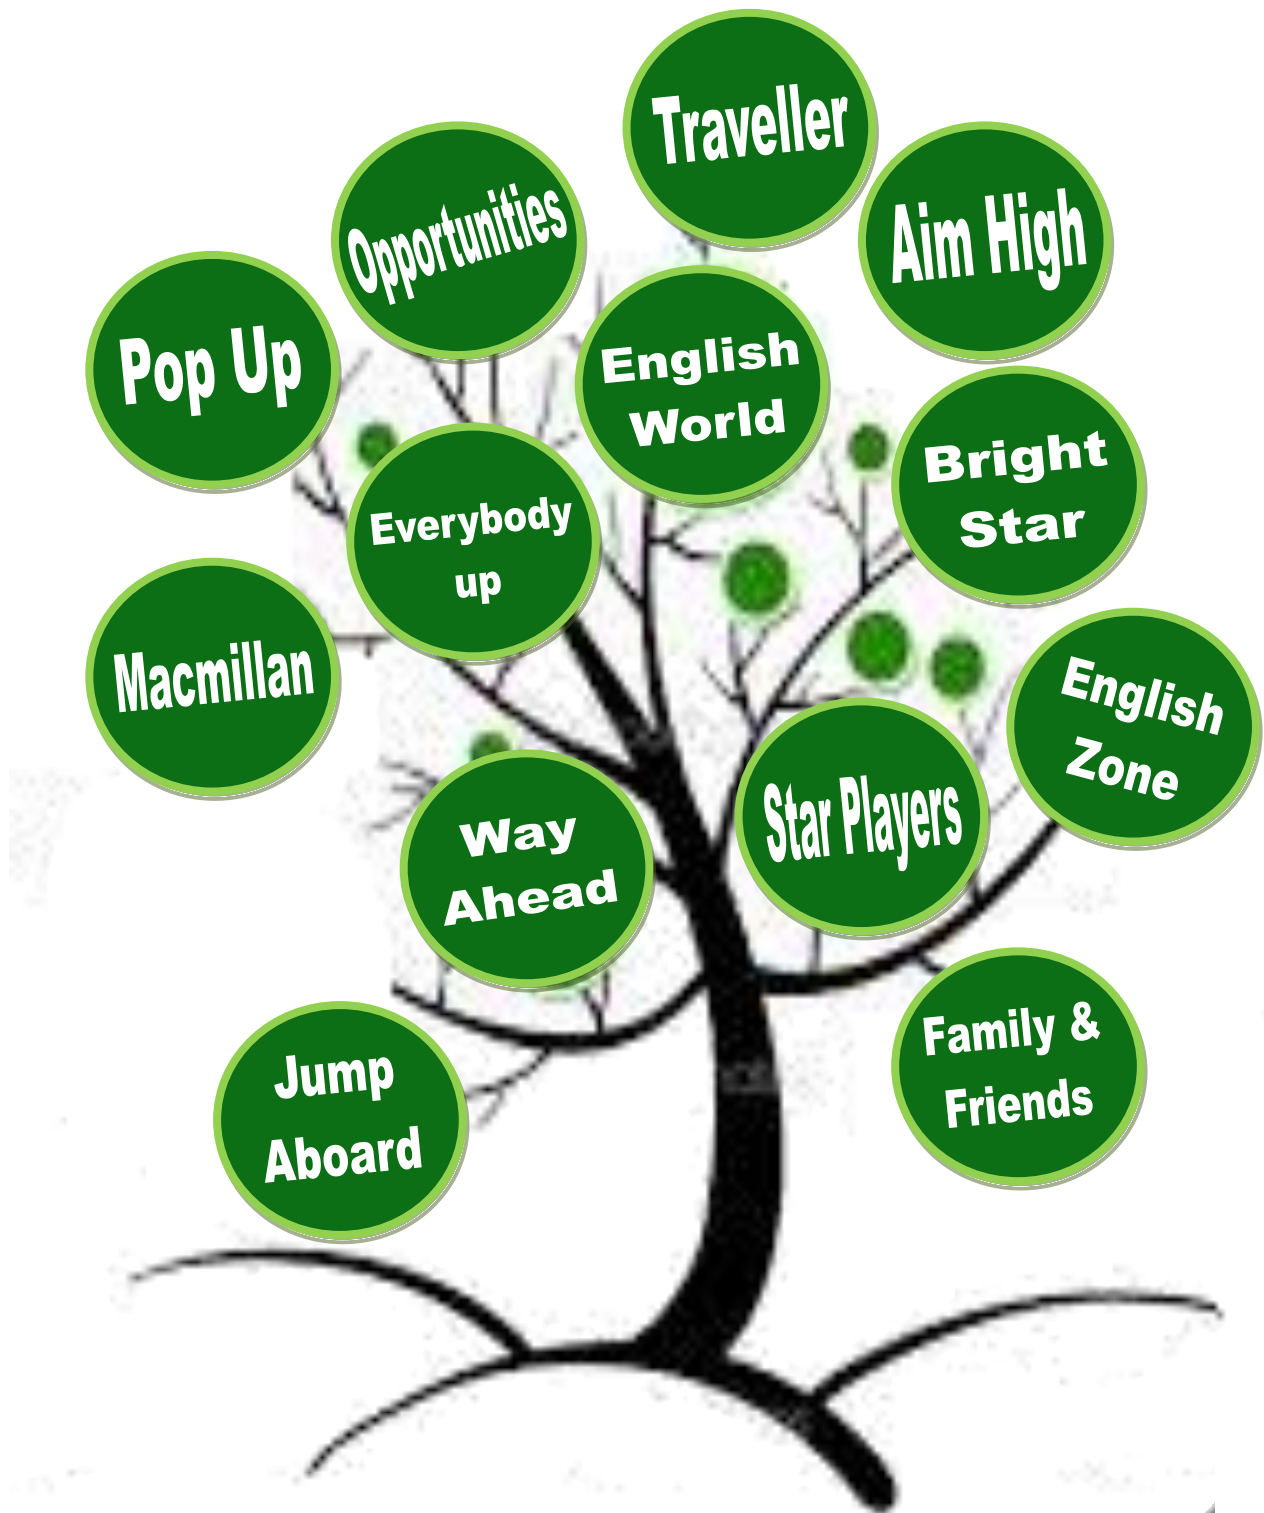 Traveller
Opportunities
Aim High
Pop Up
English
World
Bright
Star
Everybody
up
Macmillan
English
Zone
Star Players
Way
Ahead
Family &
Friends
Jump
Aboard